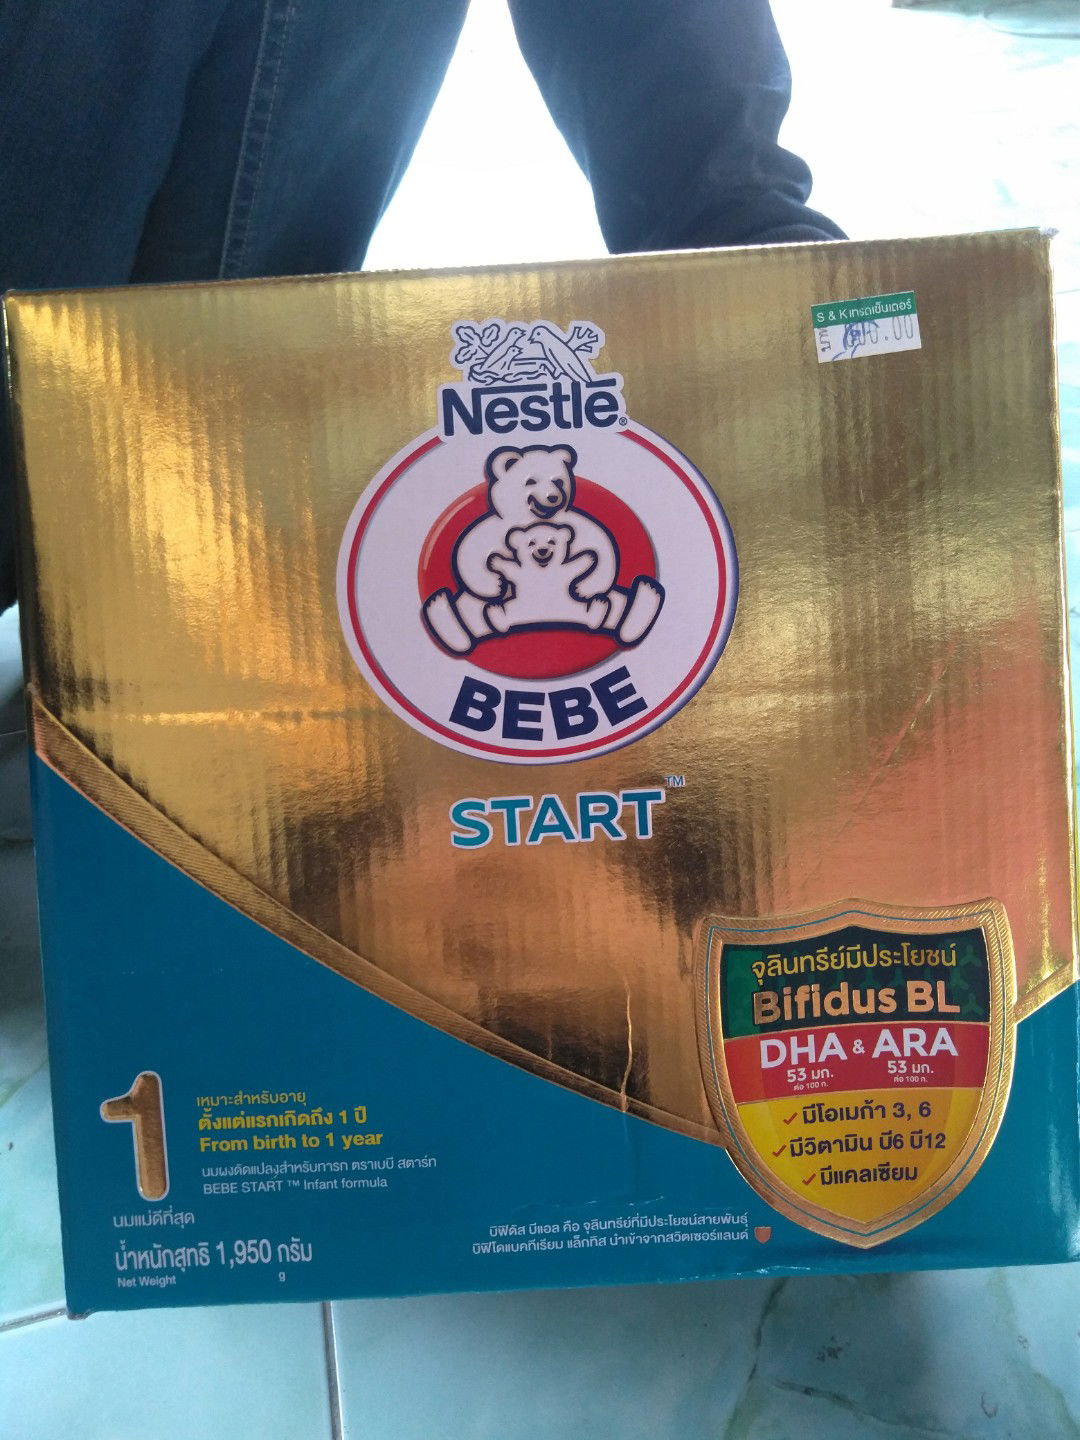 S & K เทรดเซ็นเตอร์
Nestlé®
BEBE
START™
จุลินทรีย์มีประโยชน์
Bifidus BL
DHA & ARA
53 มก. 53 มก.
ต่อ 100 ก. ต่อ 100 ก.
มีโอเมก้า 3, 6
มีวิตามิน บี6 บี12
มีแคลเซียม
1
เหมาะสำหรับอายุ
ตั้งแต่แรกเกิดถึง 1 ปี
From birth to 1 year
นมผงดัดแปลงสำหรับทารก ตราเบบี สตาร์ท
BEBE START ™ Infant formula
นมแม่ดีที่สุด
น้ำหนักสุทธิ 1,950 กรัม
Net Weight g
บิฟิดัส บีแอล คือ จุลินทรีย์ที่มีประโยชน์สายพันธุ์
บิฟิโดแบคทีเรียม แล็กทิส นำเข้าจากสวิตเซอร์แลนด์